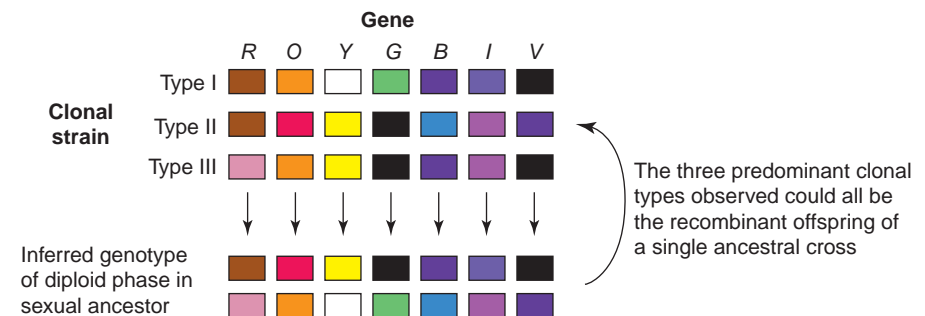 Gene
R O Y G B I V
Type I
Clonal
strain
Type II
Type III
The three predominant clonal
types observed could all be
the recombinant offspring of
a single ancestral cross
Inferred genotype
of diploid phase in
sexual ancestor